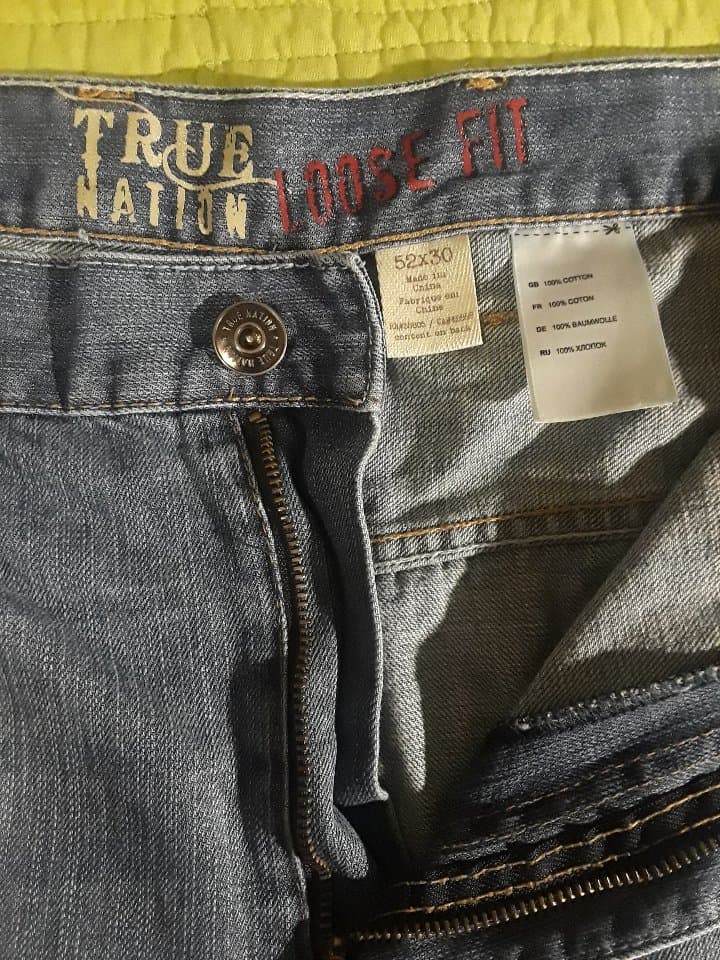 TRUE
NATION
LOOSE FIT
52x30
Made in:
China
Fabriqué en:
Chine
content on back
TRUE NATION • TRUE
GB 100% COTTON
FR 100% COTON
DE 100% BAUMWOLLE
RU 100% ХЛОПОК